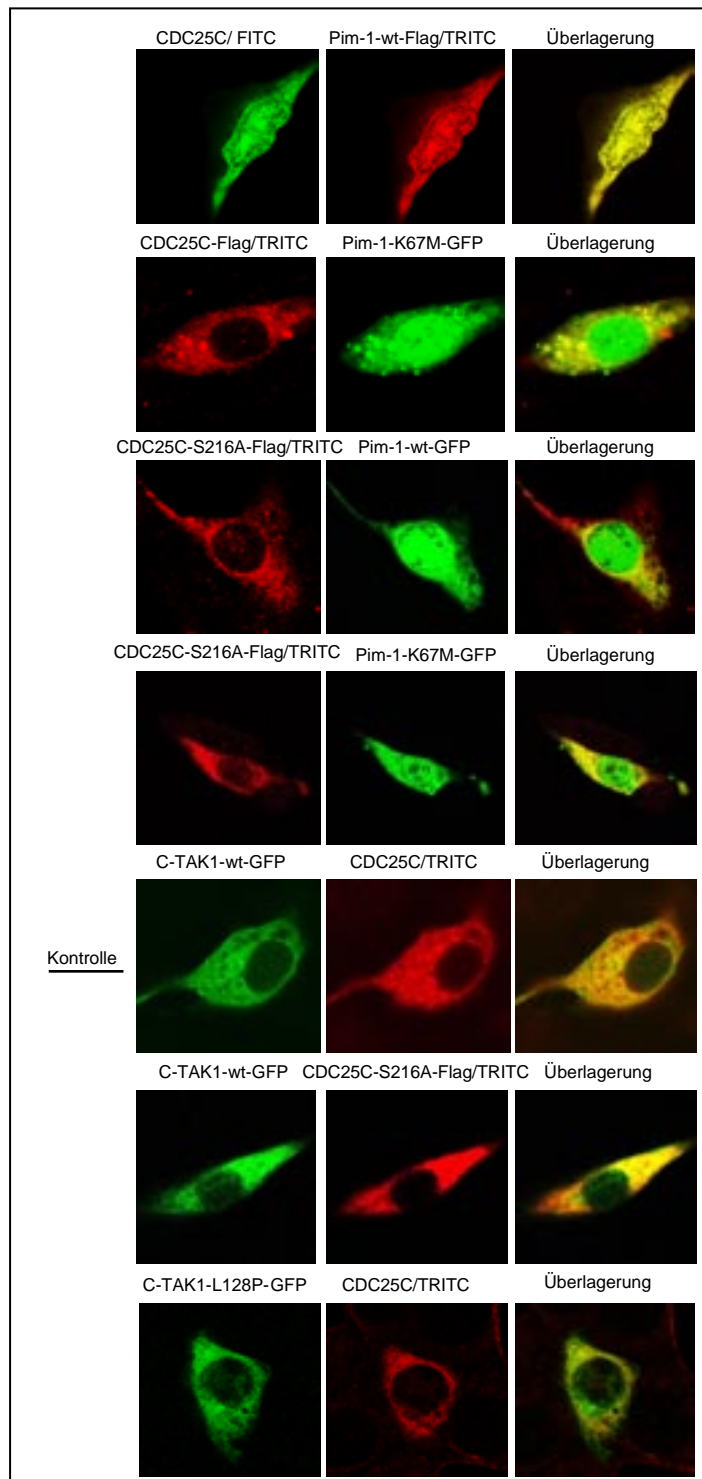 CDC25C/ FITC Pim-1-wt-Flag/TRITC Überlagerung
CDC25C-Flag/TRITC Pim-1-K67M-GFP Überlagerung
CDC25C-S216A-Flag/TRITC Pim-1-wt-GFP Überlagerung
CDC25C-S216A-Flag/TRITC Pim-1-K67M-GFP Überlagerung
C-TAK1-wt-GFP CDC25C/TRITC Überlagerung
Kontrolle
C-TAK1-wt-GFP CDC25C-S216A-Flag/TRITC Überlagerung
C-TAK1-L128P-GFP CDC25C/TRITC Überlagerung